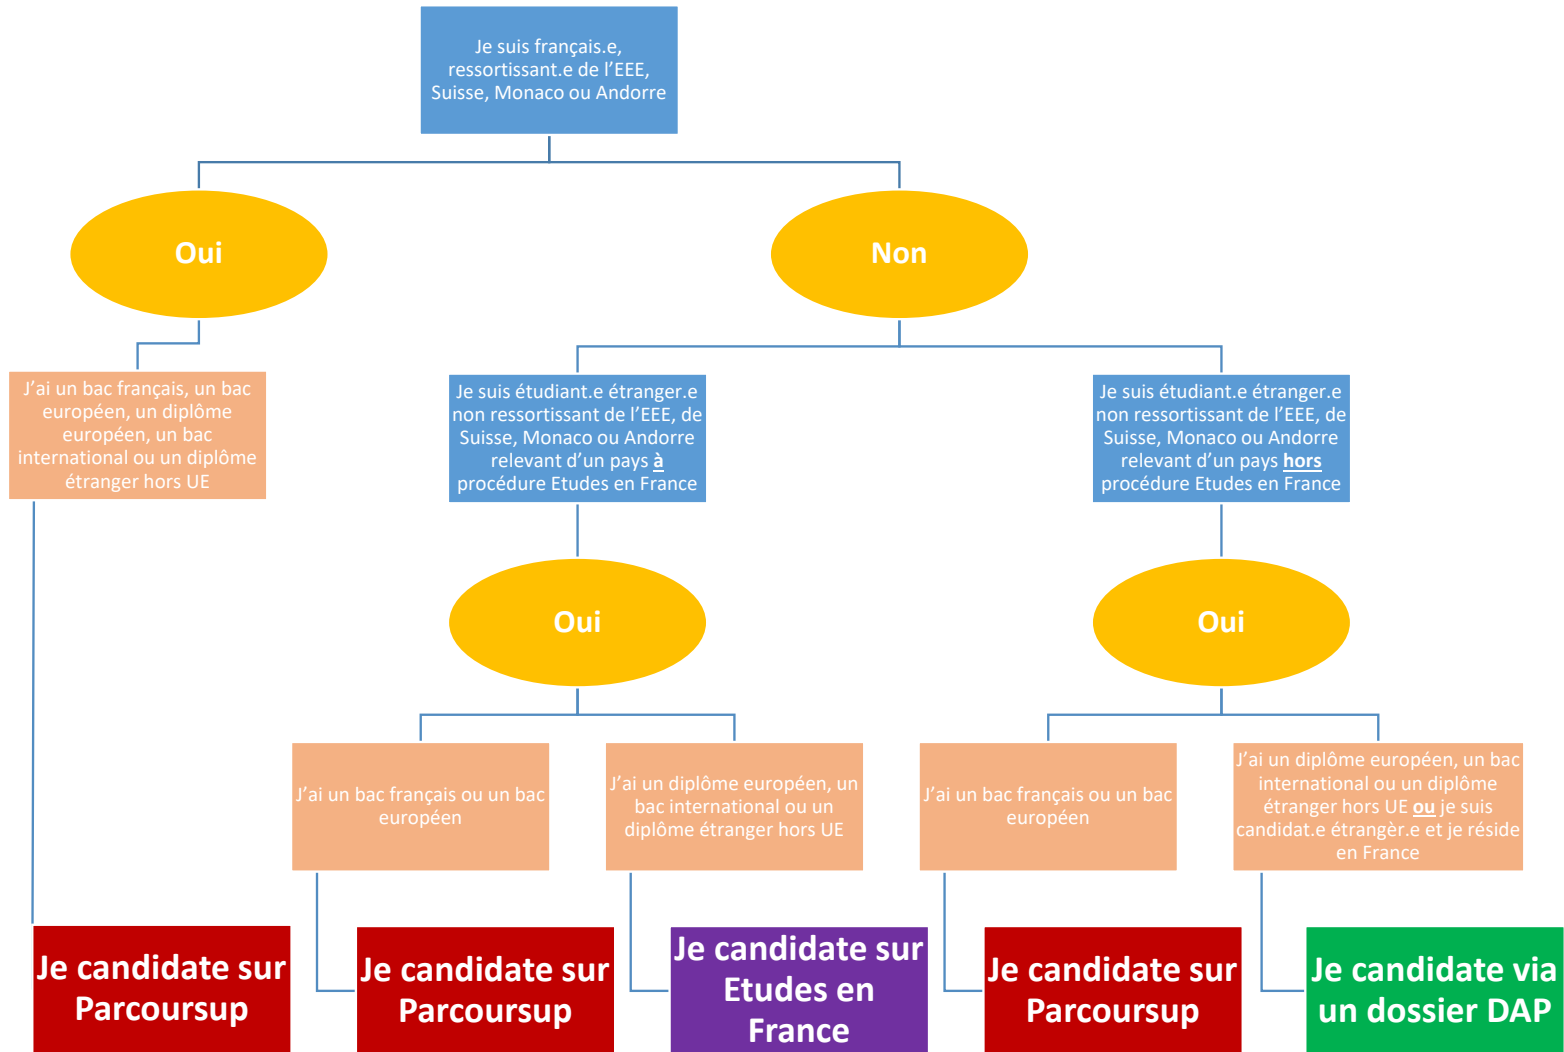 Je suis français.e,
ressortissant.e de l'EEE,
Suisse, Monaco ou Andorre
Oui
Non
J'ai un bac français, un bac
européen, un diplôme
européen, un bac
international ou un diplôme
étranger hors UE
Je suis étudiant.e étranger.e
non ressortissant de l'EEE, de
Suisse, Monaco ou Andorre
relevant d'un pays à
procédure Etudes en France
Je suis étudiant.e étranger.e
non ressortissant de l'EEE, de
Suisse, Monaco ou Andorre
relevant d'un pays hors
procédure Etudes en France
Oui
Oui
J'ai un bac français ou un bac
européen
J'ai un diplôme européen, un
bac international ou un
diplôme étranger hors UE
J'ai un bac français ou un bac
européen
J'ai un diplôme européen, un bac
international ou un diplôme
étranger hors UE ou je suis
candidat.e étrangèr.e et je réside
en France
Je candidate sur
Parcoursup
Je candidate sur
Parcoursup
Je candidate sur
Etudes en
France
Je candidate sur
Parcoursup
Je candidate via
un dossier DAP